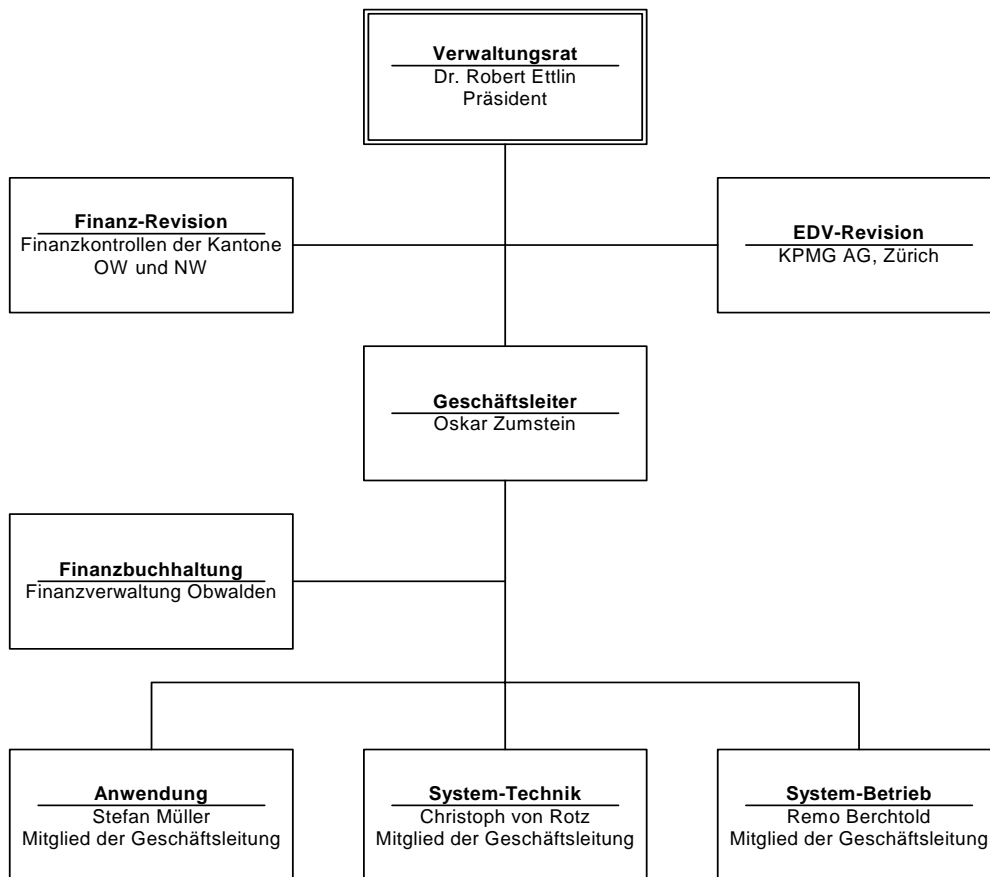 Verwaltungsrat
Dr. Robert Ettlin
Präsident
Finanz-Revision
Finanzkontrollen der Kantone
OW und NW
EDV-Revision
KPMG AG, Zürich
Geschäftsleiter
Oskar Zumstein
Finanzbuchhaltung
Finanzverwaltung Obwalden
Anwendung
Stefan Müller
Mitglied der Geschäftsleitung
System-Technik
Christoph von Rotz
Mitglied der Geschäftsleitung
System-Betrieb
Remo Berchtold
Mitglied der Geschäftsleitung